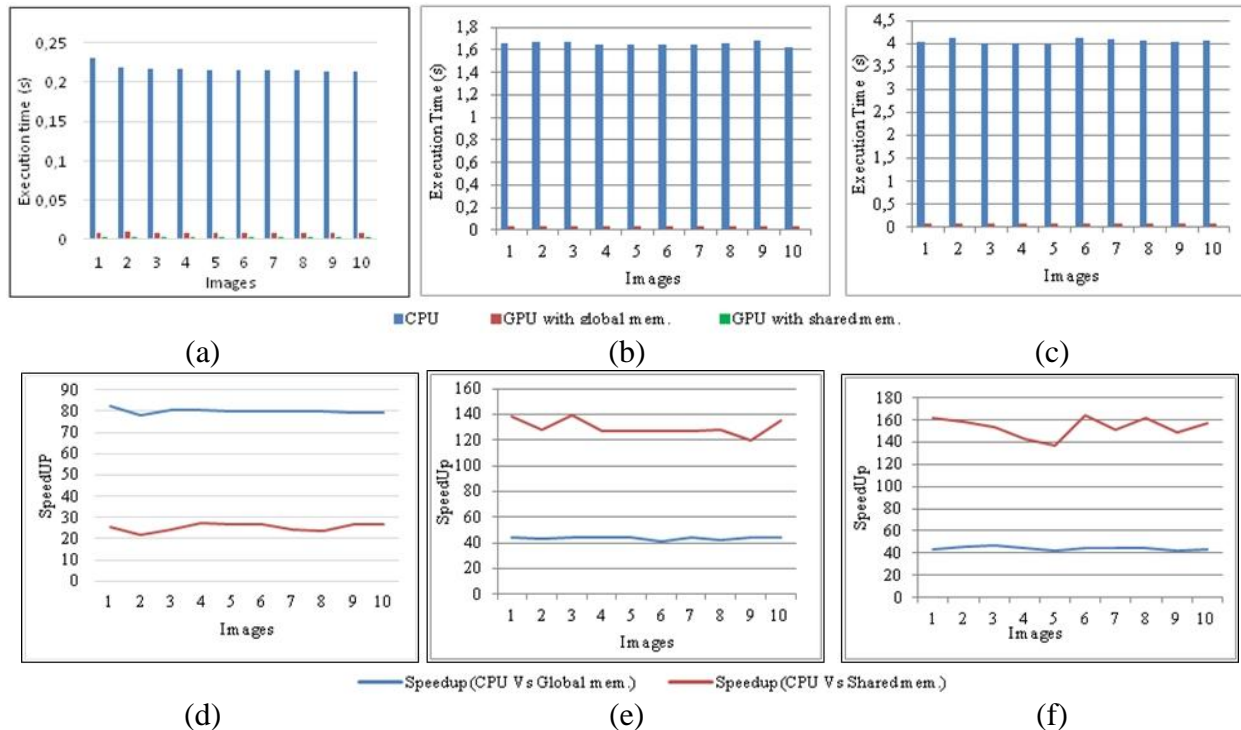 0,25
0,2
0,15
0,1
0,05
0
Execution time (s)
1 2 3 4 5 6 7 8 9 10
Images
1,8
1,6
1,4
1,2
1
0,8
0,6
0,4
0,2
0
Execution Time (s)
1 2 3 4 5 6 7 8 9 10
Images
4,5
4
3,5
3
2,5
2
1,5
1
0,5
0
Execution Time (s)
1 2 3 4 5 6 7 8 9 10
Images
CPU GPU with global mem. GPU with shared mem.
(a) (b) (c)
90
80
70
60
50
40
30
20
10
0
SpeedUP
1 2 3 4 5 6 7 8 9 10
Images
160
140
120
100
80
60
40
20
0
SpeedUp
1 2 3 4 5 6 7 8 9 10
Images
180
160
140
120
100
80
60
40
20
0
SpeedUp
1 2 3 4 5 6 7 8 9 10
Images
Speedup(CPU Vs Global mem.) Speedup(CPU Vs Shared mem.)
(d) (e) (f)